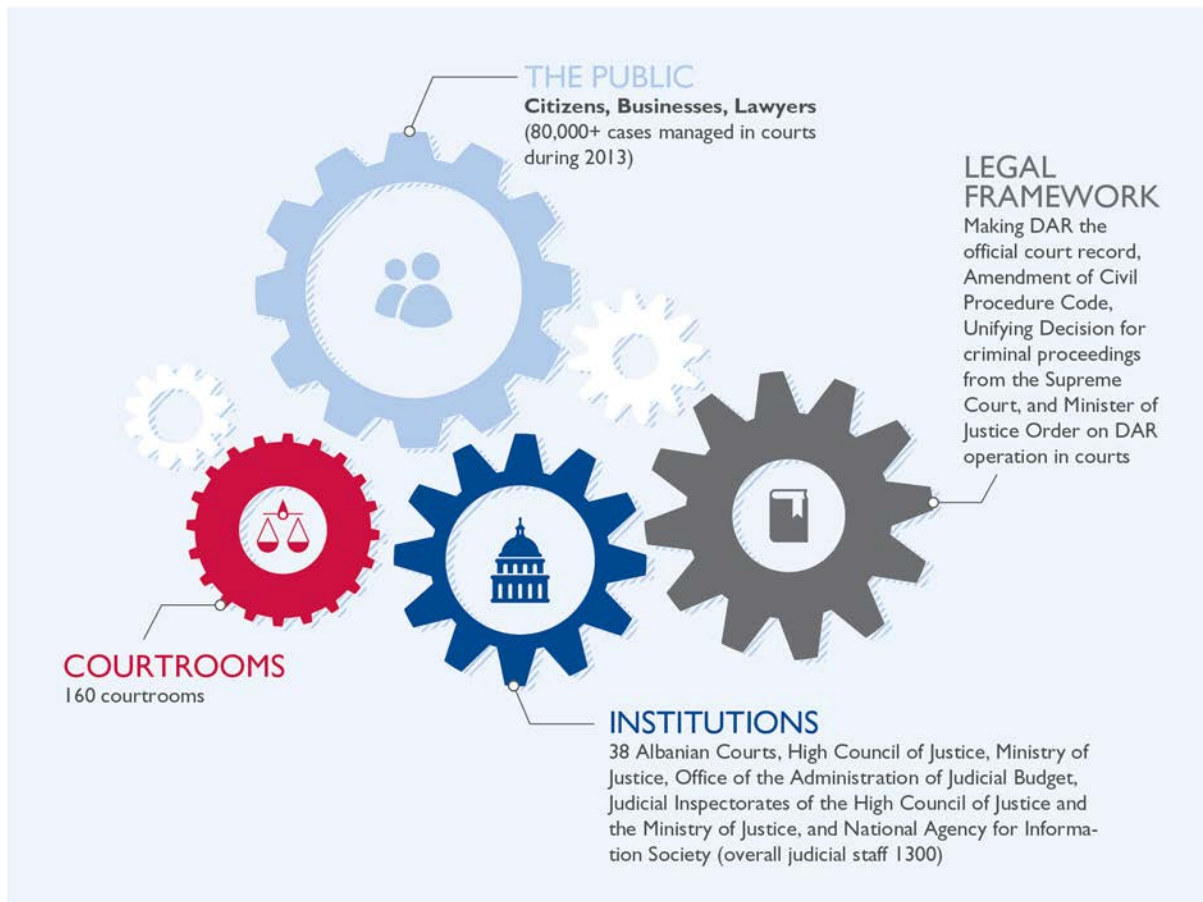 THE PUBLIC
Citizens, Businesses, Lawyers
(80,000+ cases managed in courts
during 2013)
LEGAL
FRAMEWORK
Making DAR the
official court record,
Amendment of Civil
Procedure Code,
Unifying Decision for
criminal proceedings
from the Supreme
Court, and Minister of
Justice Order on DAR
operation in courts
COURTROOMS
160 courtrooms
INSTITUTIONS
38 Albanian Courts, High Council of Justice, Ministry of
Justice, Office of the Administration of Judicial Budget,
Judicial Inspectorates of the High Council of Justice and
the Ministry of Justice, and National Agency for Informa-
tion Society (overall judicial staff 1300)